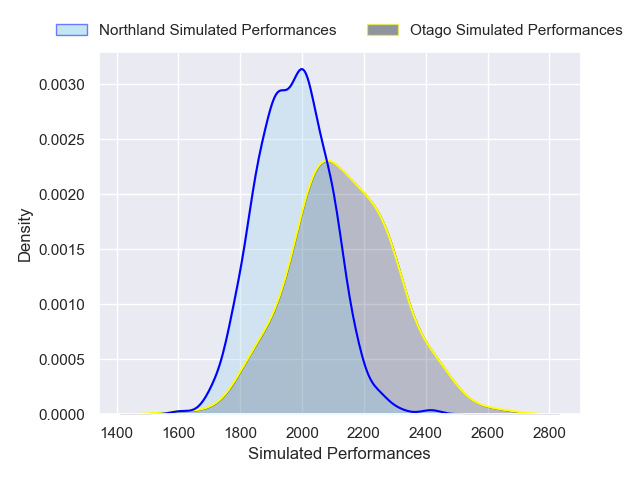 Northland Simulated Performances Otago Simulated Performances
0.0030
0.0025
0.0020
0.0015
0.0010
0.0005
0.0000
Density
1400 1600 1800 2000 2200 2400 2600 2800
Simulated Performances